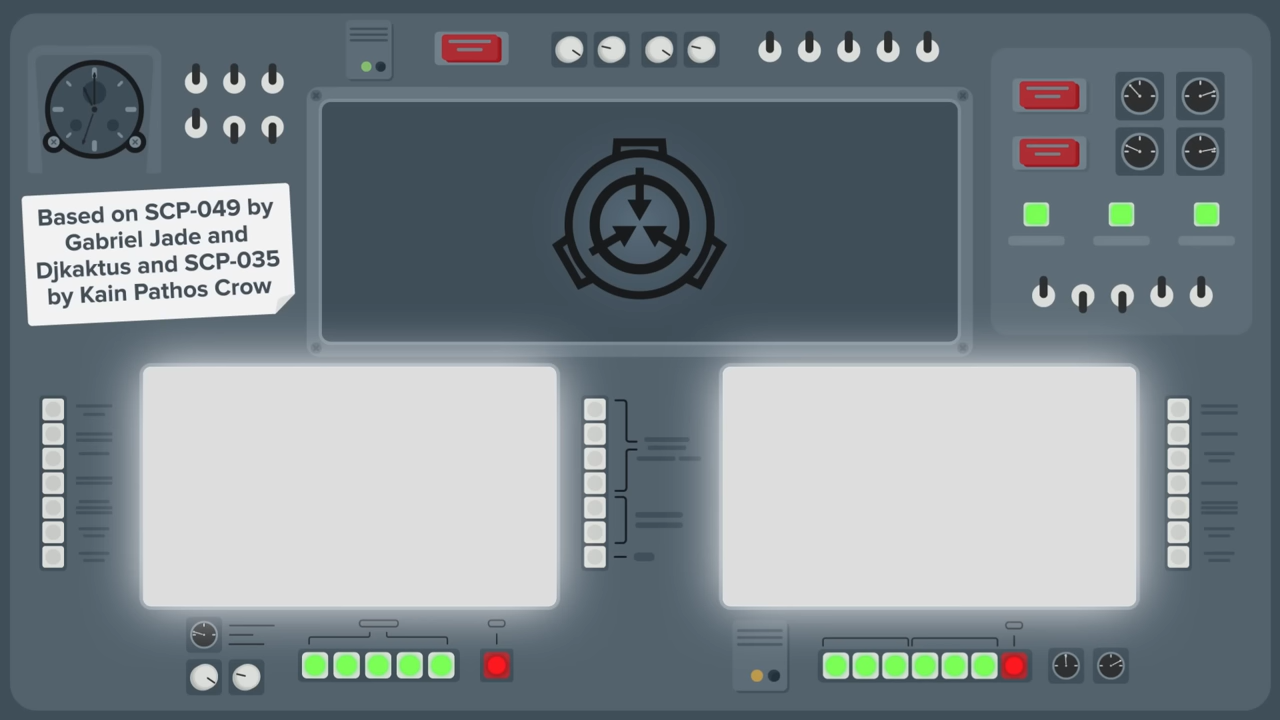 Based on SCP-049 by
Gabriel Jade and
Djkaktus and SCP-035
by Kain Pathos Crow